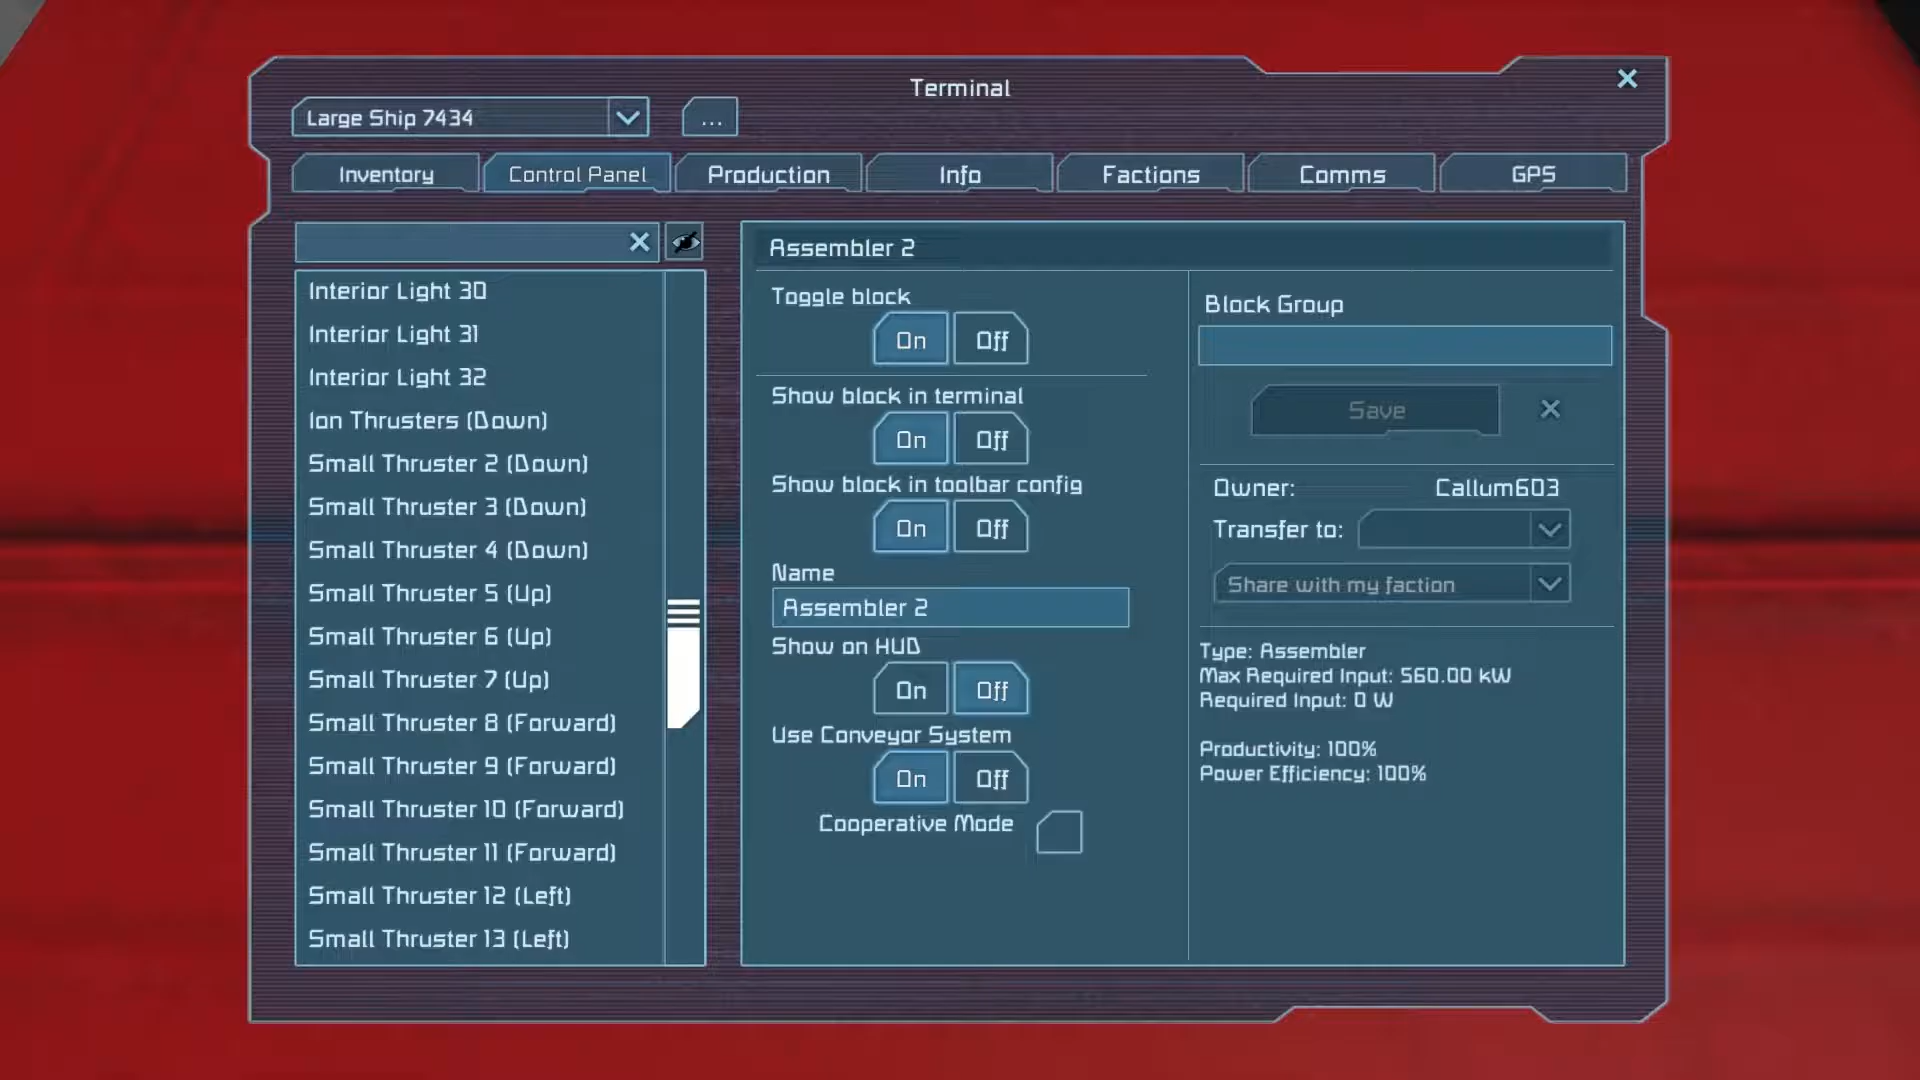 Terminal
Large Ship 7434
...
Inventory
Control Panel
Production
Info
Factions
Comms
GPS
Interior Light 30
Interior Light 31
Interior Light 32
Ion Thrusters (Down)
Small Thruster 2 (Down)
Small Thruster 3 (Down)
Small Thruster 4 (Down)
Small Thruster 5 (Up)
Small Thruster 6 (Up)
Small Thruster 7 (Up)
Small Thruster 8 (Forward)
Small Thruster 9 (Forward)
Small Thruster 10 (Forward)
Small Thruster 11 (Forward)
Small Thruster 12 (Left)
Small Thruster 13 (Left)
Assembler 2
Toggle block
On Off
Show block in terminal
On Off
Show block in toolbar config
On Off
Name
Assembler 2
Show on HUD
On Off
Use Conveyor System
On Off
Cooperative Mode
Block Group
Save
Owner: Callum603
Transfer to:
Share with my faction
Type: Assembler
Max Required Input: 560.00 kW
Required Input: 0 W
Productivity: 100%
Power Efficiency: 100%